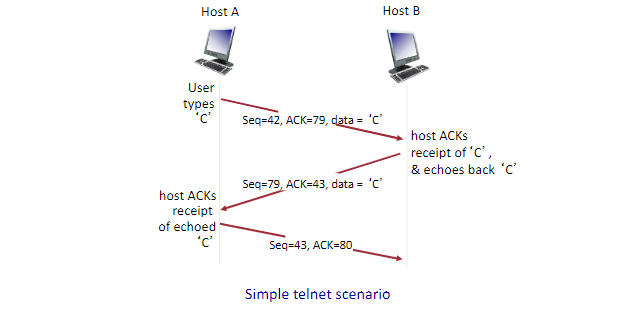 Host A
Host B
User
types
‘C’
Seq=42, ACK=79, data = ‘C’
host ACKs
receipt of ‘C’,
& echoes back ‘C’
Seq=79, ACK=43, data = ‘C’
host ACKs
receipt
of echoed
‘C’
Seq=43, ACK=80
Simple telnet scenario